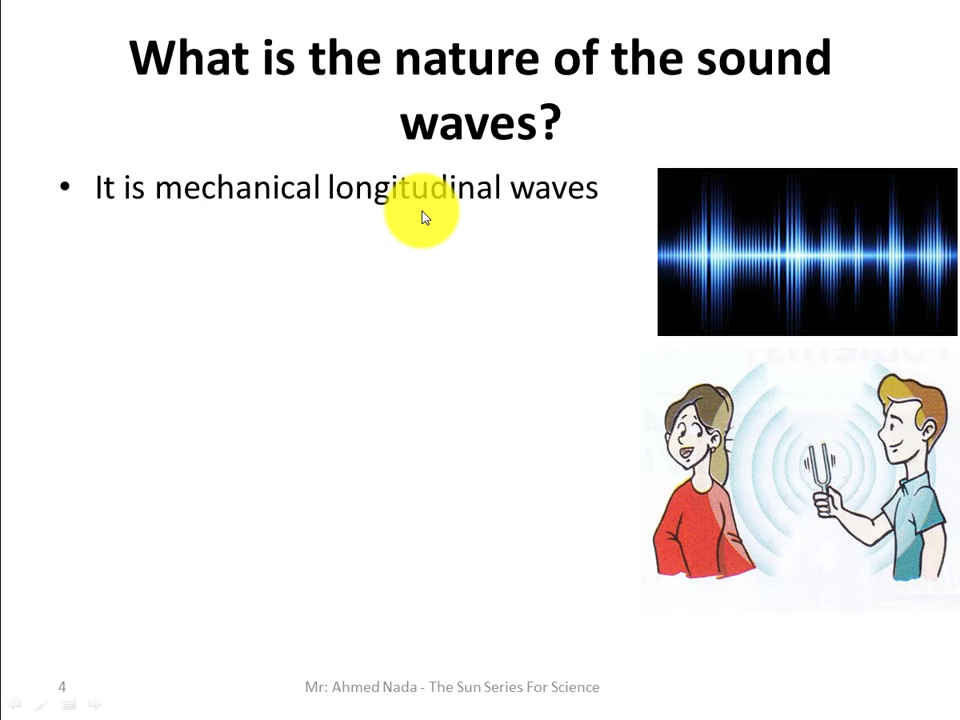 What is the nature of the sound
waves?
• It is mechanical longitudinal waves
4
Mr: Ahmed Nada - The Sun Series For Science